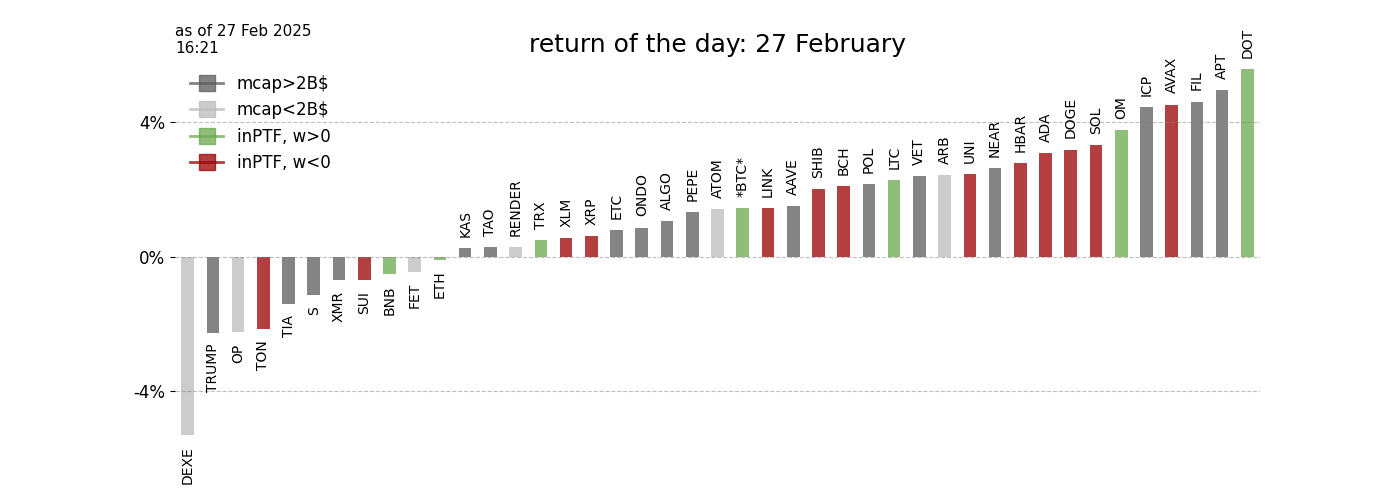 as of 27 Feb 2025
16:21
return of the day: 27 February
mcap>2B$
mcap<2B$
inPTF, w>0
inPTF, w<0
4%
0%
-4%
DEXE
TRUMP
OP
TON
TIA
S
XMR
SUI
BNB
FET
ETH
KAS
TAO
RENDER
TRX
XLM
XRP
ETC
ONDO
ALGO
PEPE
ATOM
*BTC*
LINK
AAVE
SHIB
BCH
POL
LTC
VET
ARB
UNI
NEAR
HBAR
ADA
DOGE
SOL
OM
ICP
AVAX
FIL
APT
DOT